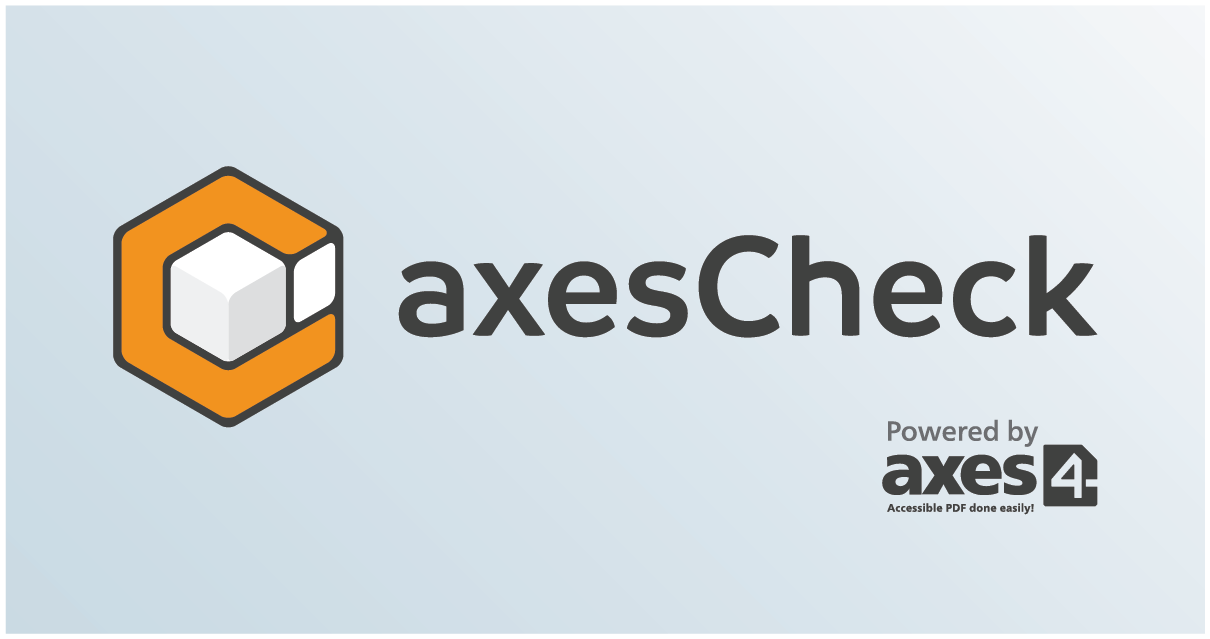 axesCheck
Powered by
axes4
Accessible PDF done easily!